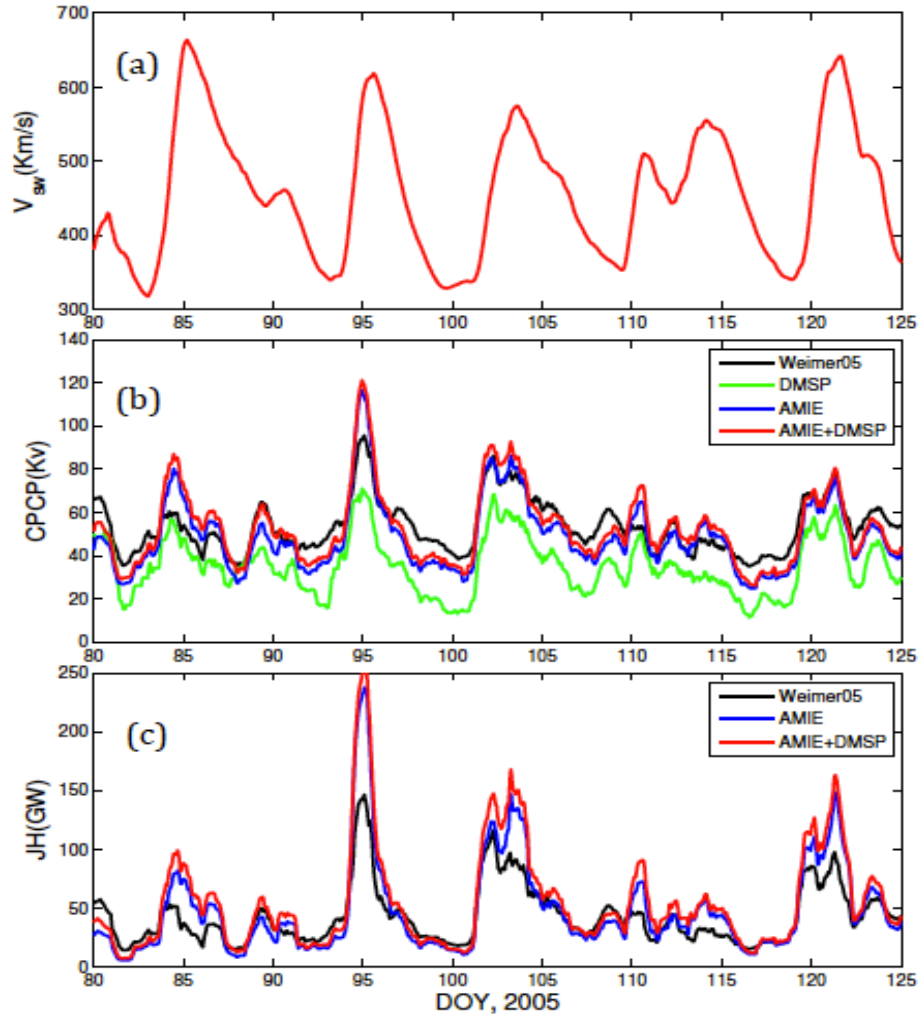 700
600
500
400
300
V_sw(Km/s)
(a)
80 85 90 95 100 105 110 115 120 125
140
120
100
80
60
40
20
0
CPCP(Kv)
(b)
Weimer05
DMSP
AMIE
AMIE+DMSP
80 85 90 95 100 105 110 115 120 125
250
200
150
100
50
0
JH(GW)
(c)
Weimer05
AMIE
AMIE+DMSP
80 85 90 95 100 105 110 115 120 125
DOY, 2005